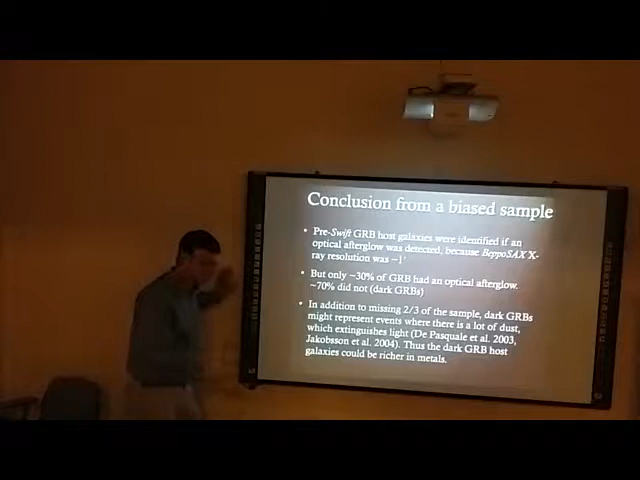 Conclusion from a biased sample
• Pre-Swift GRB host galaxies were identified if an
optical afterglow was detected, because BeppoSAX X-
ray resolution was ~1'
• But only ~30% of GRB had an optical afterglow.
~70% did not (dark GRBs)
• In addition to missing 2/3 of the sample, dark GRBs
might represent events where there is a lot of dust,
which extinguishes light (De Pasquale et al. 2003,
Jakobsson et al. 2004). Thus the dark GRB host
galaxies could be richer in metals.